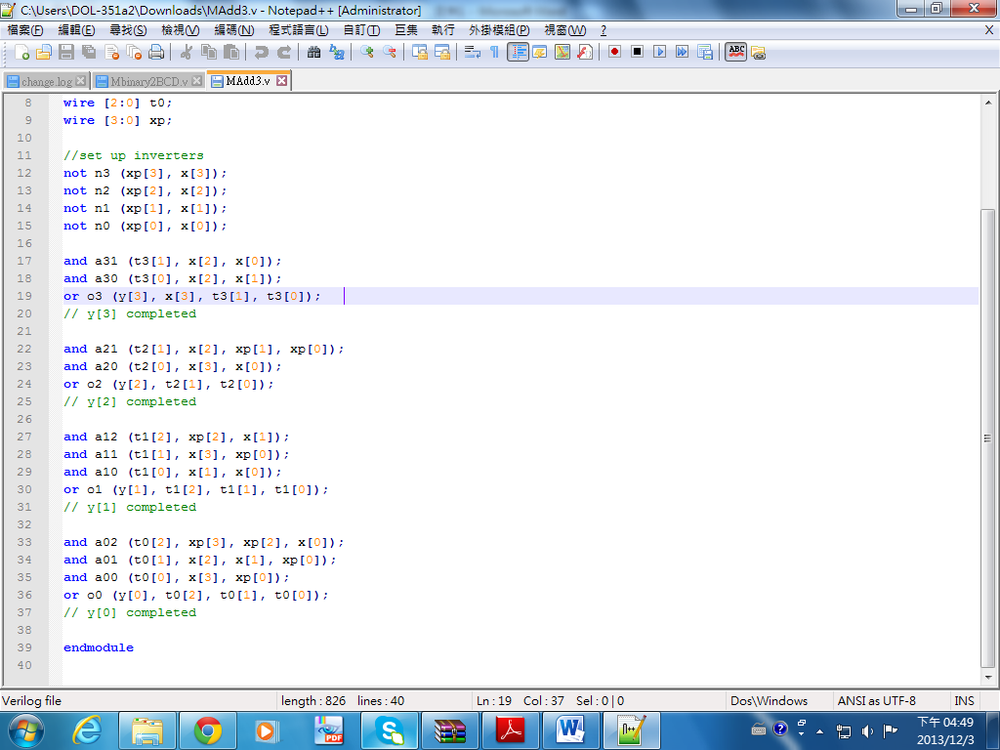 C:\Users\DOL-351a2\Downloads\MAdd3.v - Notepad++ [Administrator]
檔案(F) 編輯(E) 尋找(S) 檢視(V) 編碼(N) 程式語言(L) 自訂(T) 巨集 執行 外掛模組(P) 視窗(W) ? X
change.log Mbinary2BCD.v MAdd3.v
8 wire [2:0] t0;
9 wire [3:0] xp;
10
11 //set up inverters
12 not n3 (xp[3], x[3]);
13 not n2 (xp[2], x[2]);
14 not n1 (xp[1], x[1]);
15 not n0 (xp[0], x[0]);
16
17 and a31 (t3[1], x[2], x[0]);
18 and a30 (t3[0], x[2], x[1]);
19 or o3 (y[3], x[3], t3[1], t3[0]);
20 // y[3] completed
21
22 and a21 (t2[1], x[2], xp[1], xp[0]);
23 and a20 (t2[0], x[3], x[0]);
24 or o2 (y[2], t2[1], t2[0]);
25 // y[2] completed
26
27 and a12 (t1[2], xp[2], x[1]);
28 and a11 (t1[1], x[3], xp[0]);
29 and a10 (t1[0], x[1], x[0]);
30 or o1 (y[1], t1[2], t1[1], t1[0]);
31 // y[1] completed
32
33 and a02 (t0[2], xp[3], xp[2], x[0]);
34 and a01 (t0[1], x[2], x[1], xp[0]);
35 and a00 (t0[0], x[3], xp[0]);
36 or o0 (y[0], t0[2], t0[1], t0[0]);
37 // y[0] completed
38
39 endmodule
40
Verilog file length : 826 lines : 40 Ln : 19 Col : 37 Sel : 0 | 0 Dos\Windows ANSI as UTF-8 INS
下午 04:49
2013/12/3